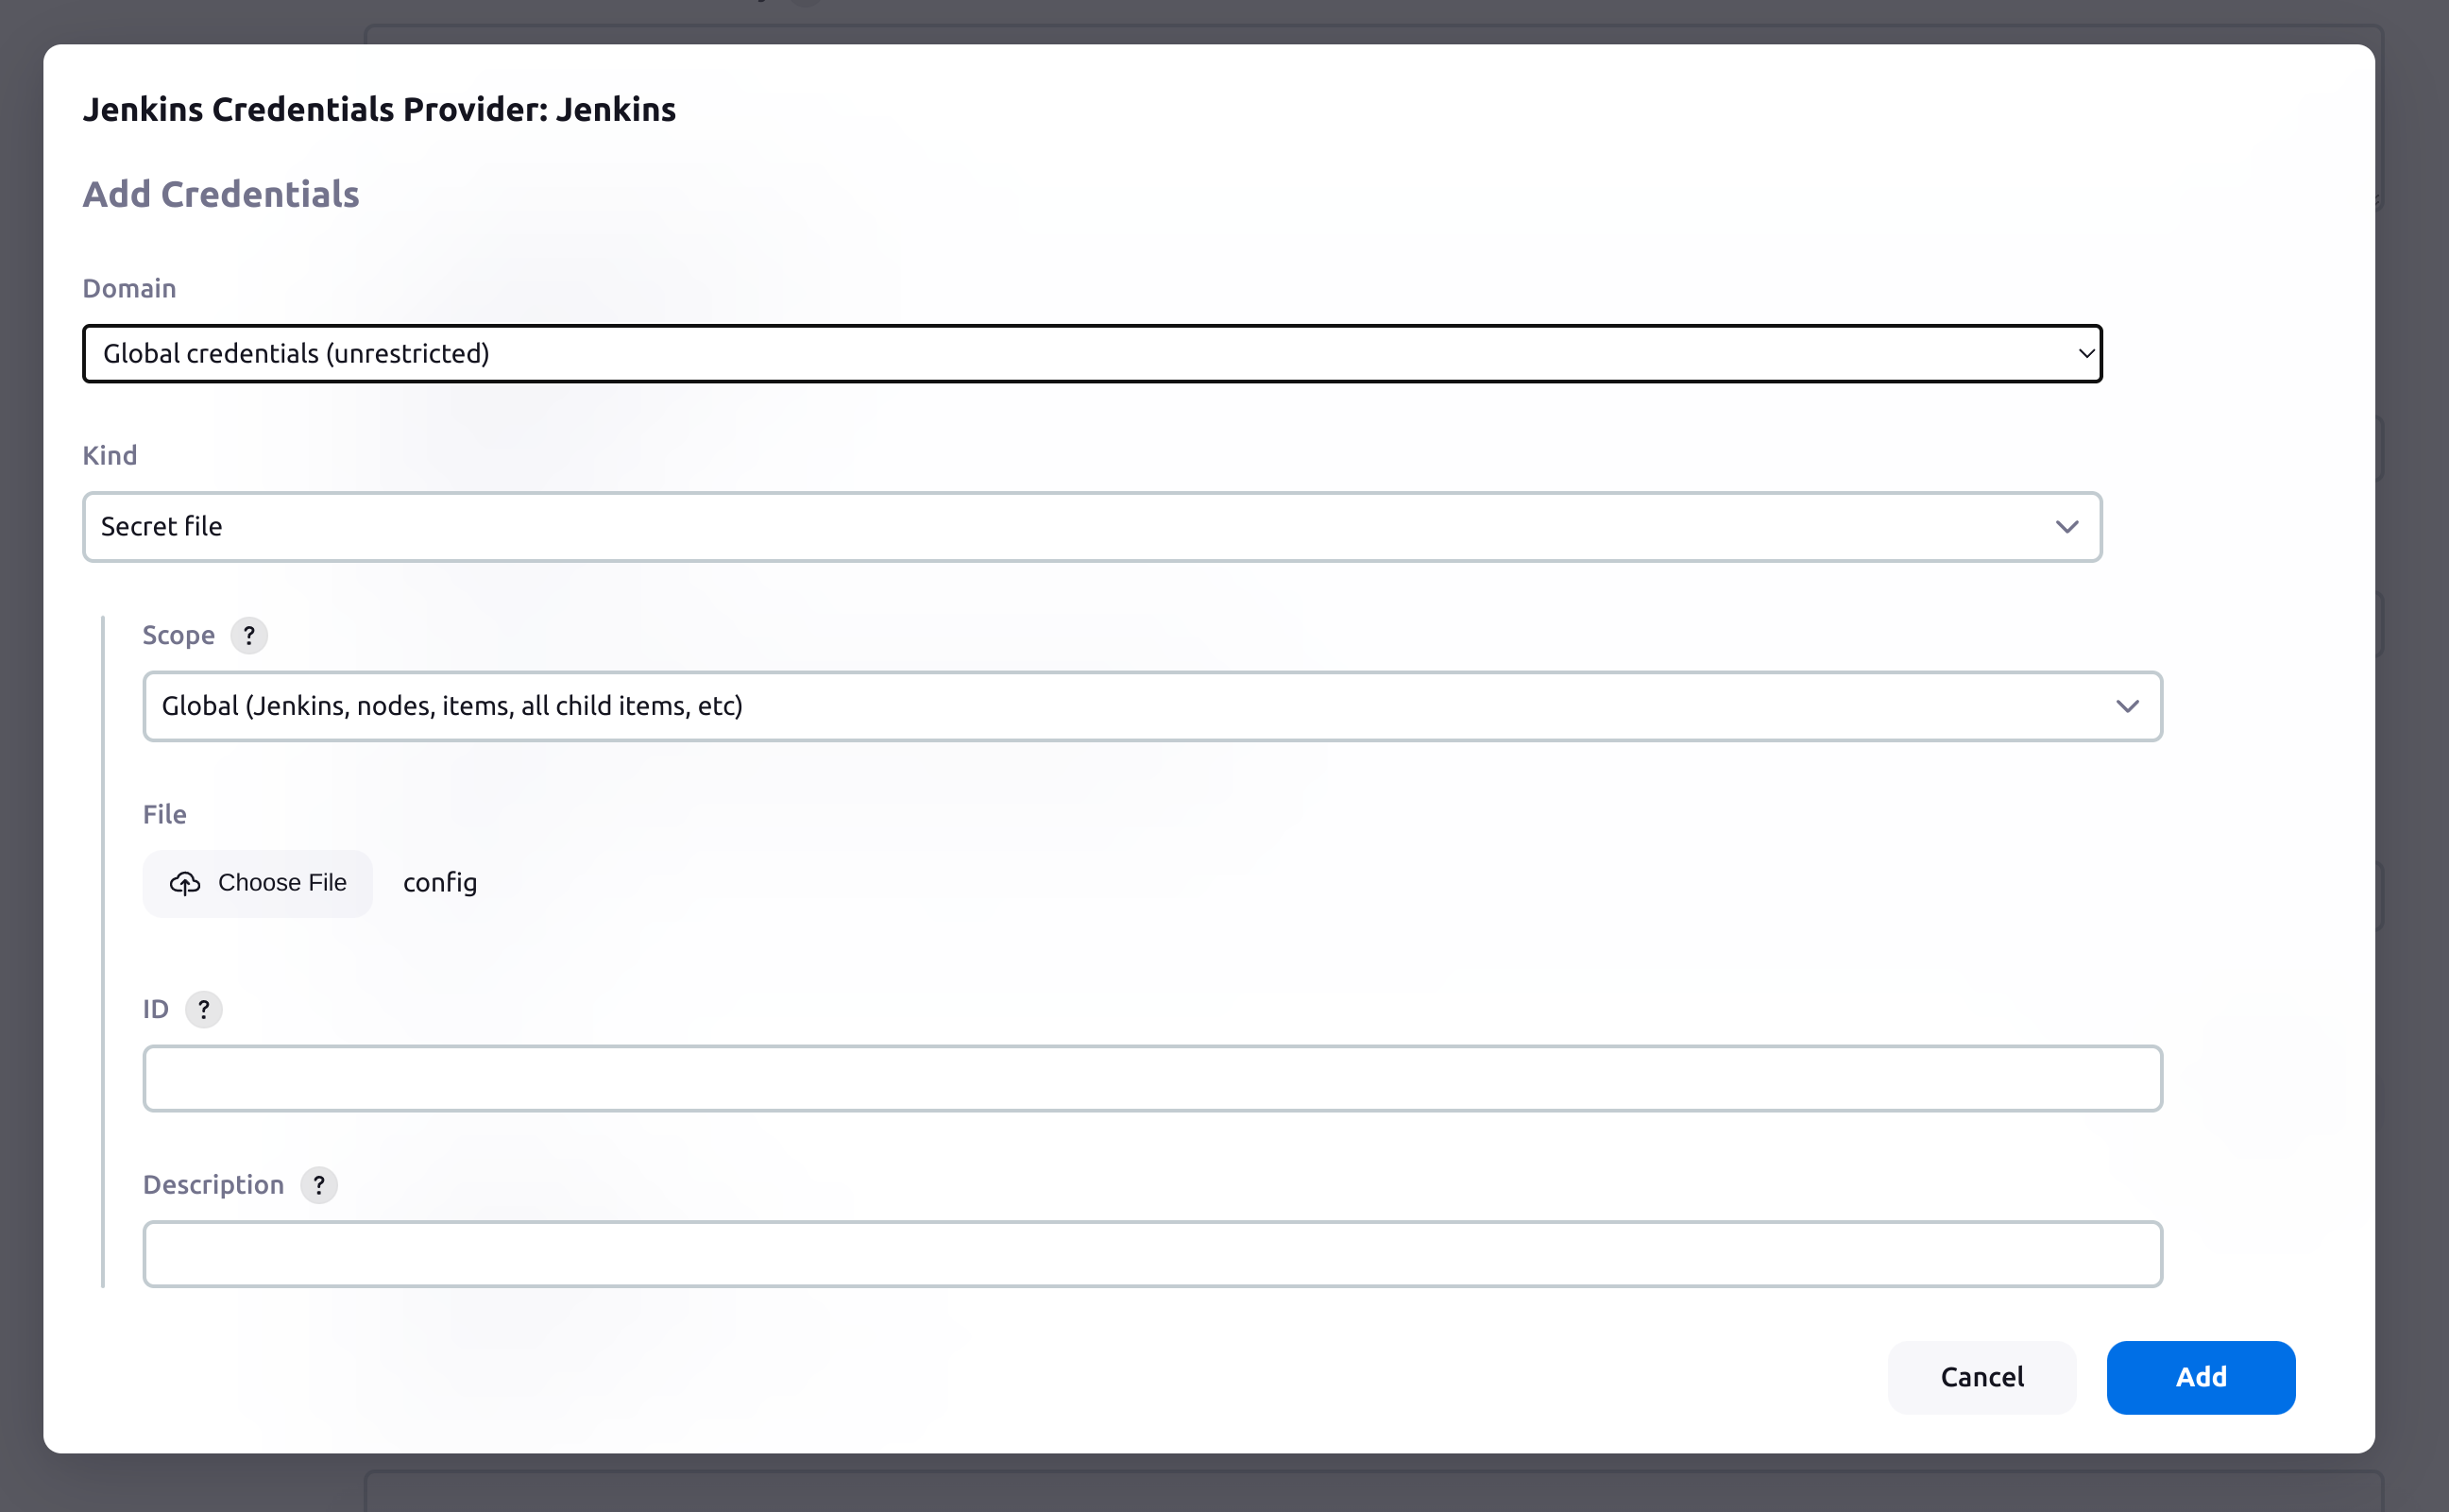 Jenkins Credentials Provider: Jenkins
Add Credentials
Domain
Global credentials (unrestricted)
Kind
Secret file
Scope ?
Global (Jenkins, nodes, items, all child items, etc)
File
Choose File config
ID ?
Description ?
Cancel Add